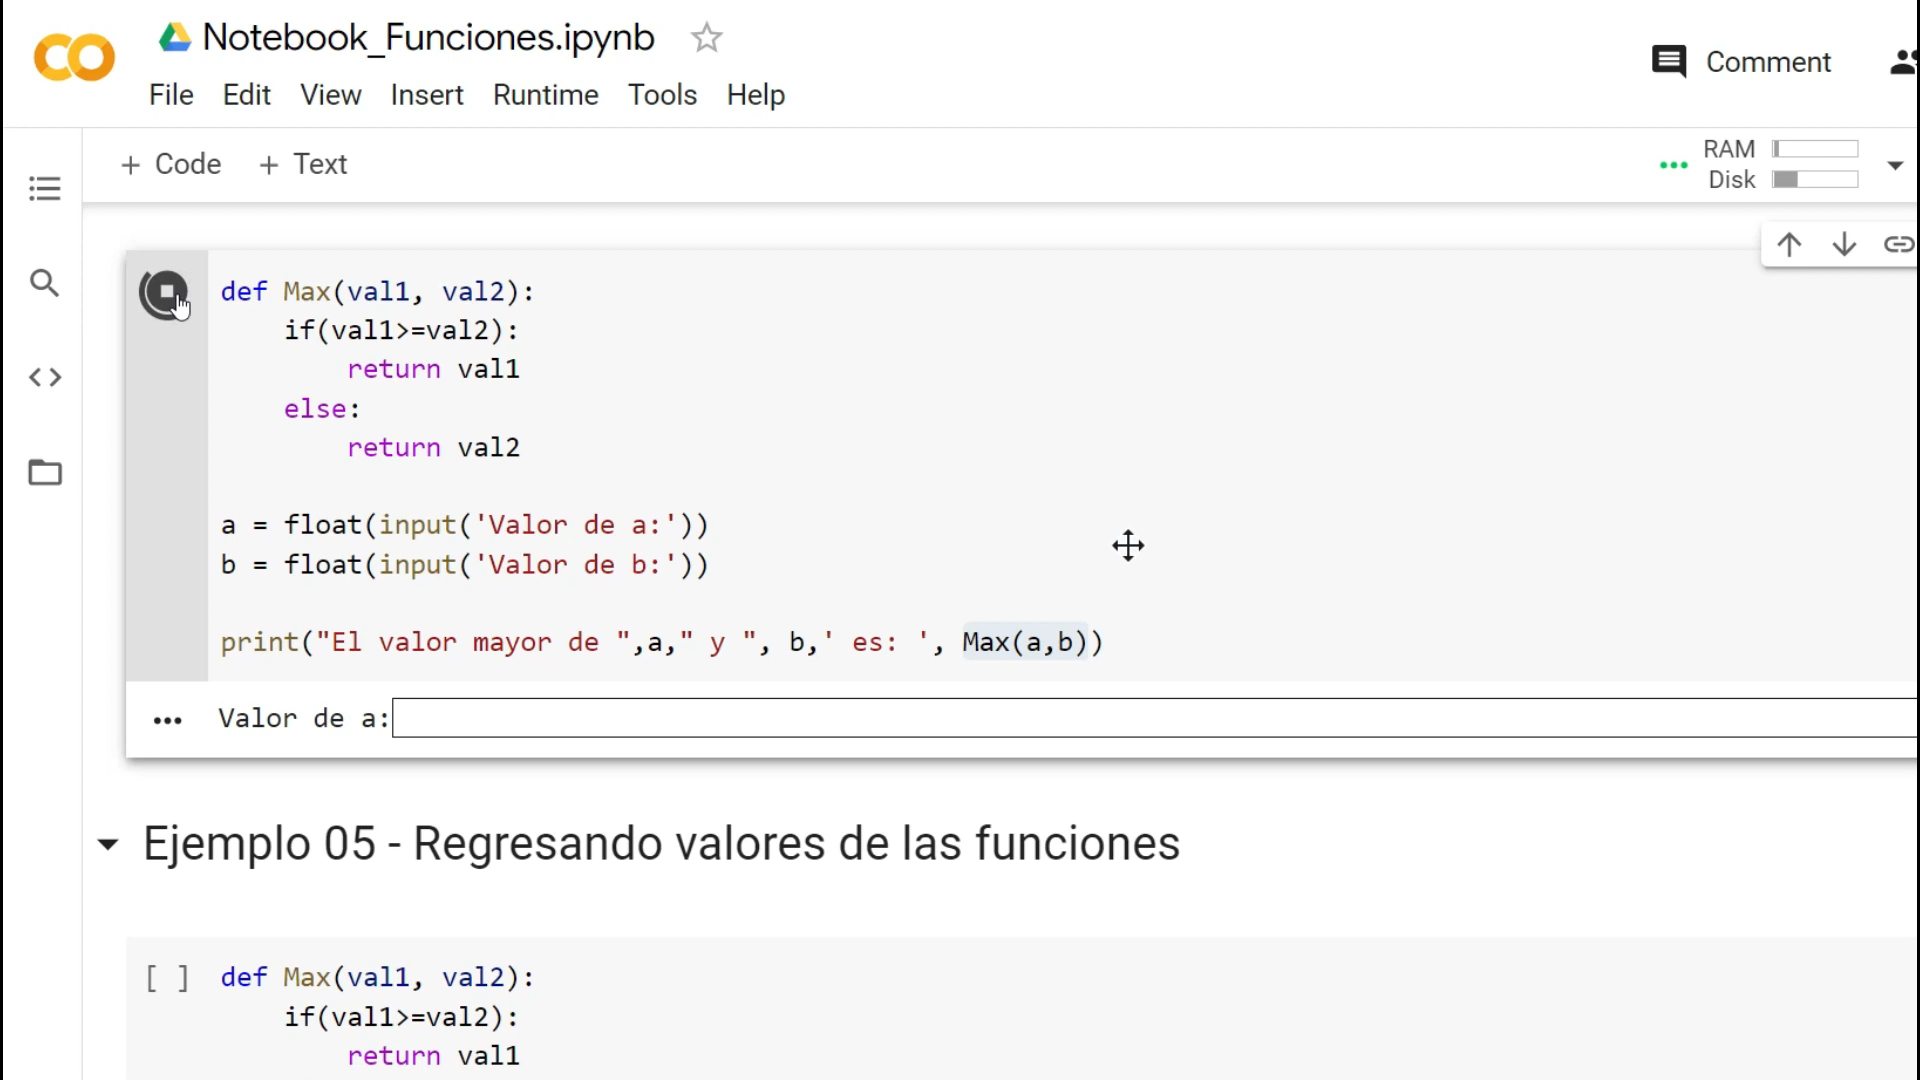 Notebook_Funciones.ipynb
File Edit View Insert Runtime Tools Help
Comment
+ Code + Text
RAM
Disk
def Max(val1, val2):
    if(val1>=val2):
        return val1
    else:
        return val2
a = float(input('Valor de a:'))
b = float(input('Valor de b:'))
print("El valor mayor de ",a," y ", b,' es: ', Max(a,b))
Valor de a:
Ejemplo 05 - Regresando valores de las funciones
[ ] def Max(val1, val2):
    if(val1>=val2):
        return val1